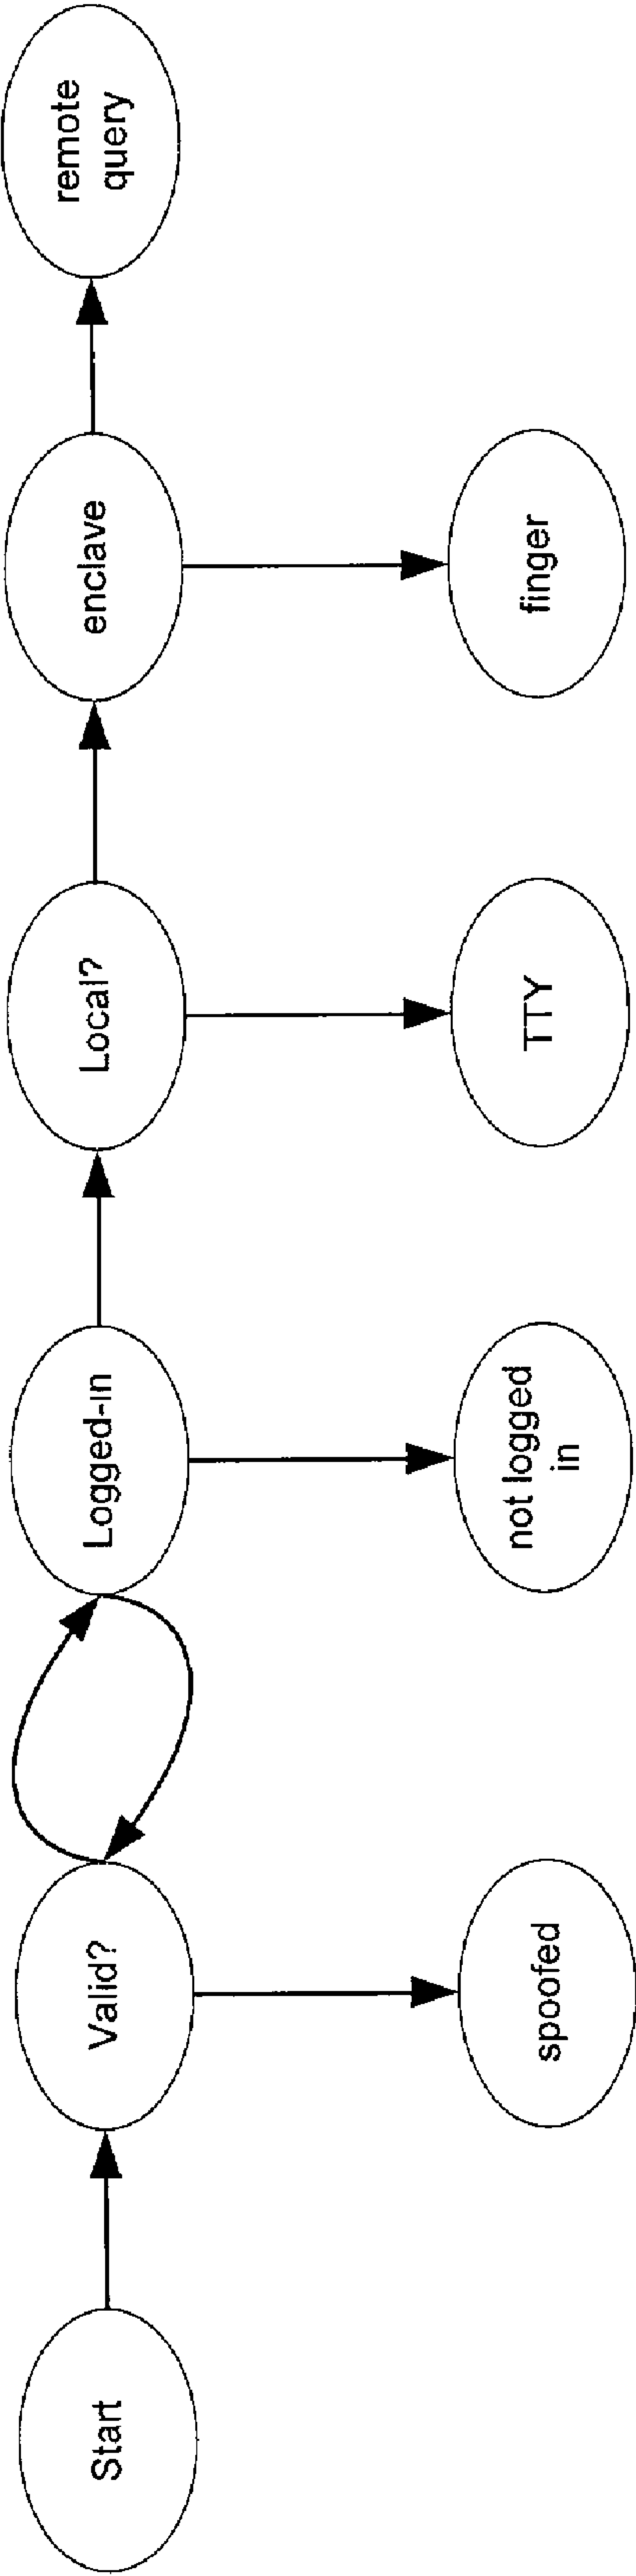 Start
Valid?
Logged-in
Local?
enclave
remote
query
spoofed
not logged
in
TTY
finger